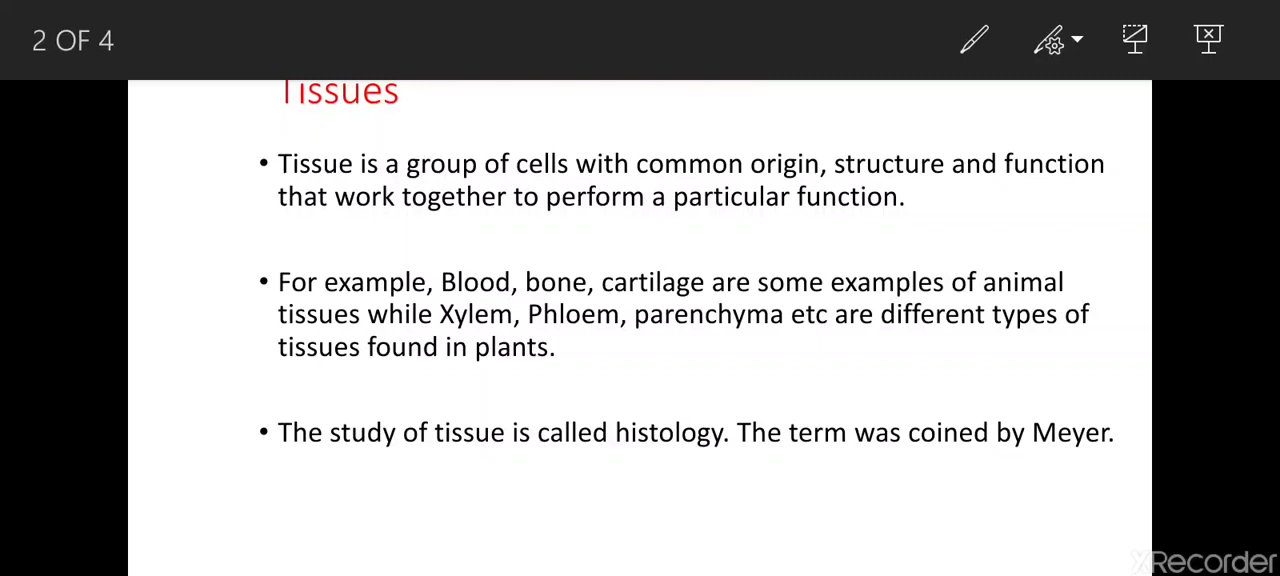 2 OF 4
Tissues
• Tissue is a group of cells with common origin, structure and function
that work together to perform a particular function.
• For example, Blood, bone, cartilage are some examples of animal
tissues while Xylem, Phloem, parenchyma etc are different types of
tissues found in plants.
• The study of tissue is called histology. The term was coined by Meyer.
XRecorder